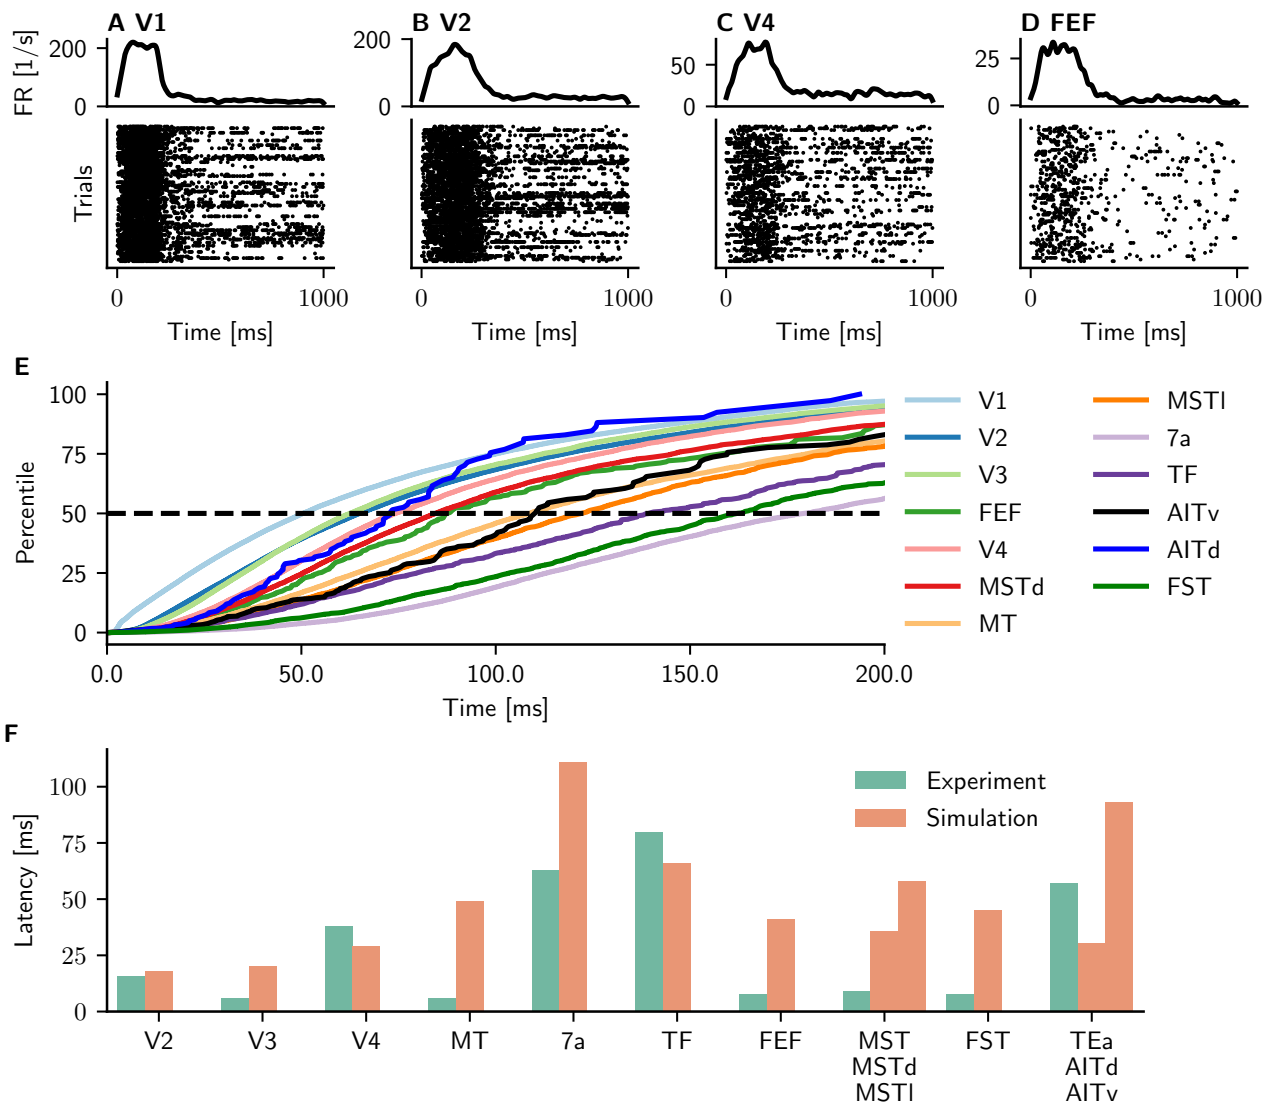 A V1
B V2
C V4
D FEF
FR [1/s]
200
0
200
0
50
0
25
0
Trials
0 1000
0 1000
0 1000
0 1000
Time [ms]
Time [ms]
Time [ms]
Time [ms]
E
Percentile
100
75
50
25
0
0.0 50.0 100.0 150.0 200.0
Time [ms]
V1
V2
V3
FEF
V4
MSTd
MT
MSTl
7a
TF
AITv
AITd
FST
F
Latency [ms]
100
75
50
25
0
Experiment
Simulation
V2 V3 V4 MT 7a TF FEF MST FST TEa
MSTd AITd
MSTl AITv